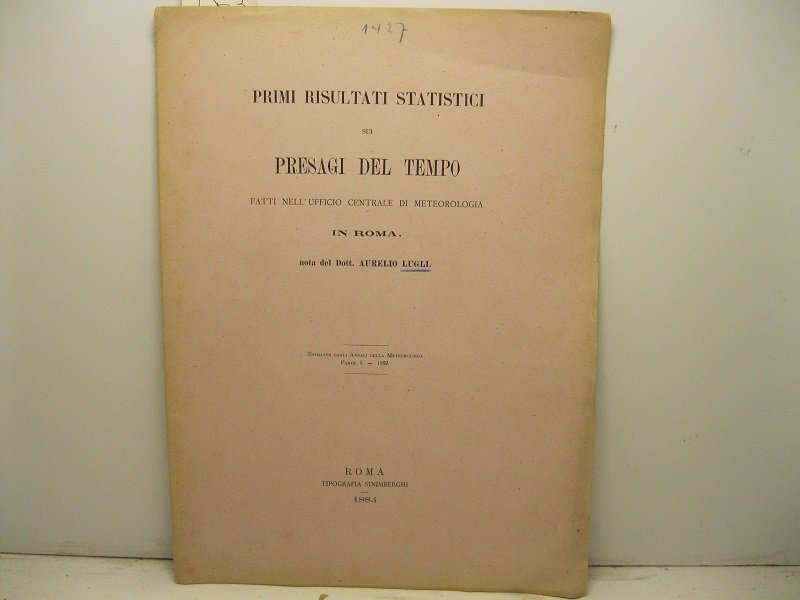 1427
PRIMI RISULTATI STATISTICI
SUI
PRESAGI DEL TEMPO
FATTI NELL'UFFICIO CENTRALE DI METEOROLOGIA
IN ROMA.
nota del Dott. AURELIO LUGLI.
ESTRATTO DAGLI ANNALI DELLA METEOROLOGIA,
PARTE I. — 1882.
ROMA
TIPOGRAFIA SINIMBERGHI
1884